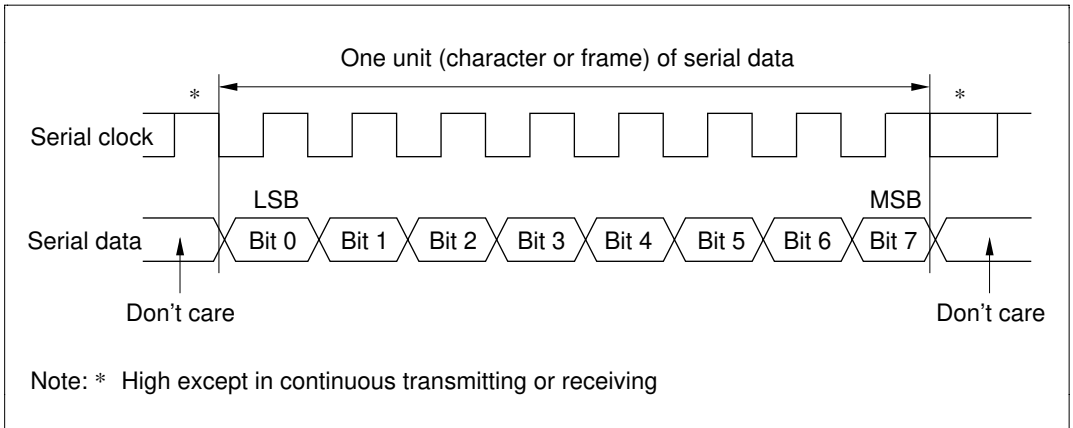 One unit (character or frame) of serial data
* *
Serial clock
LSB MSB
Serial data Bit 0 Bit 1 Bit 2 Bit 3 Bit 4 Bit 5 Bit 6 Bit 7
Don't care Don't care
Note: * High except in continuous transmitting or receiving